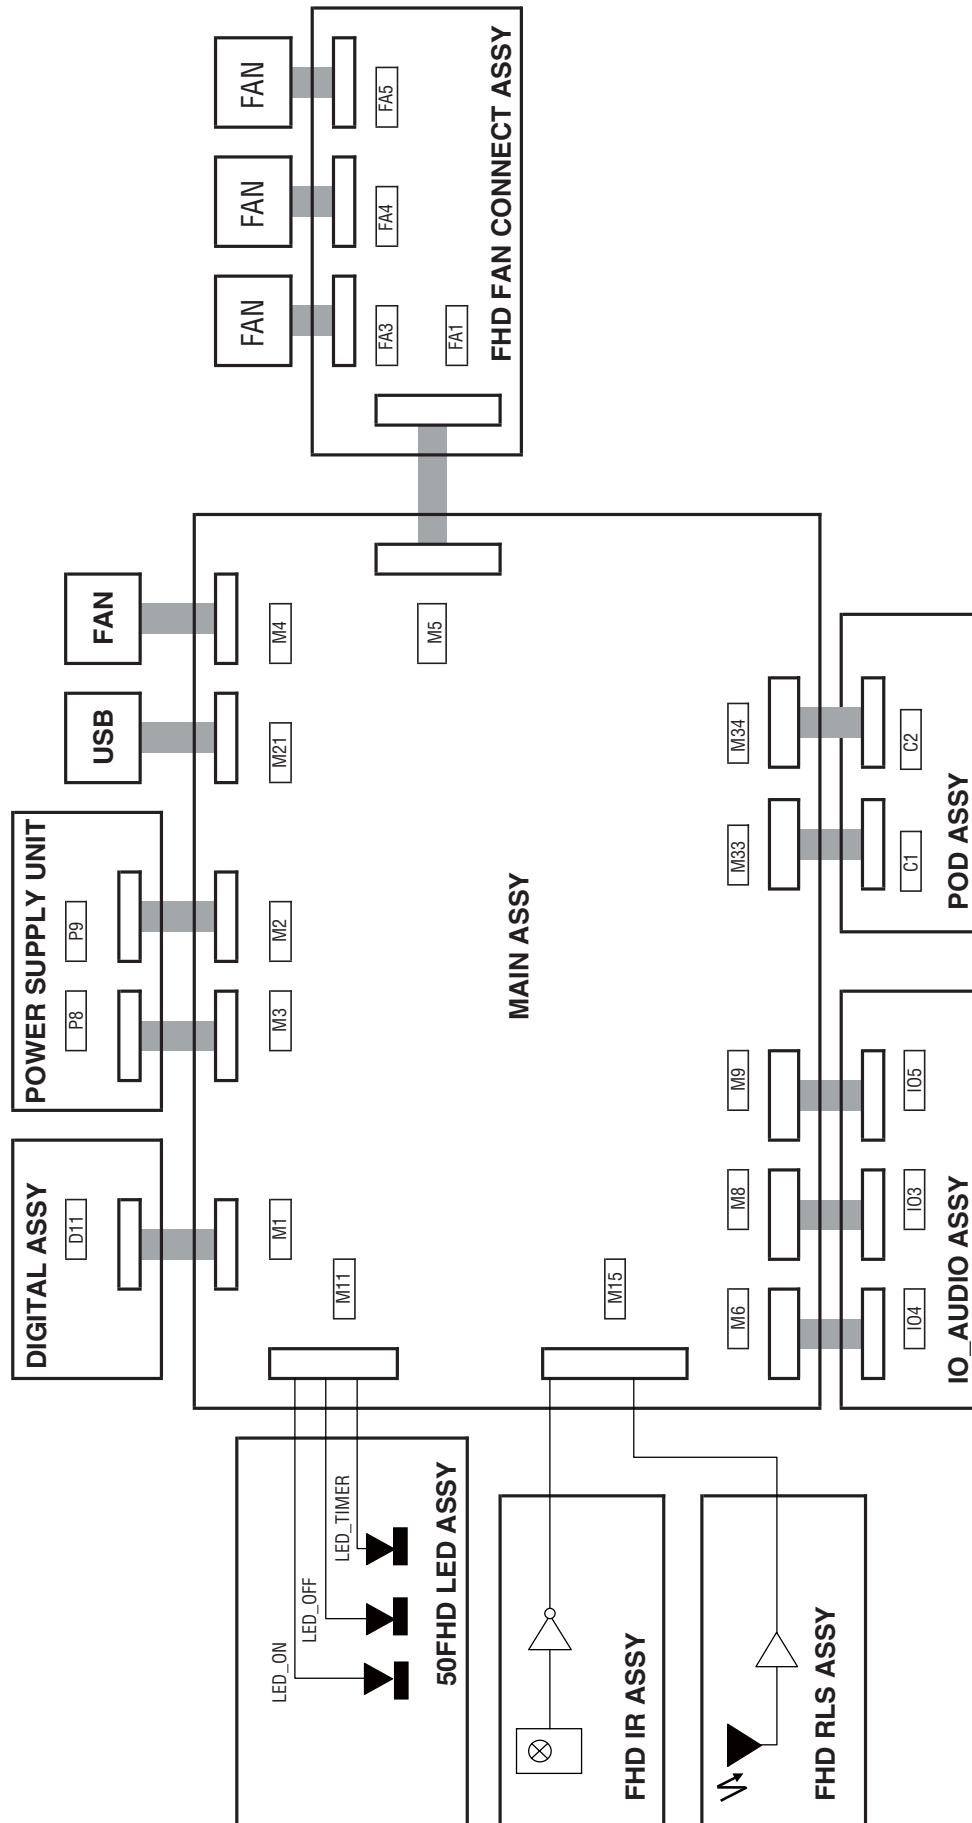 FAN
FAN
FAN
FA5
FA4
FA3
FA1
FHD FAN CONNECT ASSY
FAN
USB
POWER SUPPLY UNIT
P9
P8
DIGITAL ASSY
D11
M4
M21
M2
M3
M1
M5
M11
M15
MAIN ASSY
M34
M33
M9
M8
M6
C2
C1
POD ASSY
IO5
IO3
IO4
IO_AUDIO ASSY
LED_ON
LED_OFF
LED_TIMER
50FHD LED ASSY
FHD IR ASSY
FHD RLS ASSY